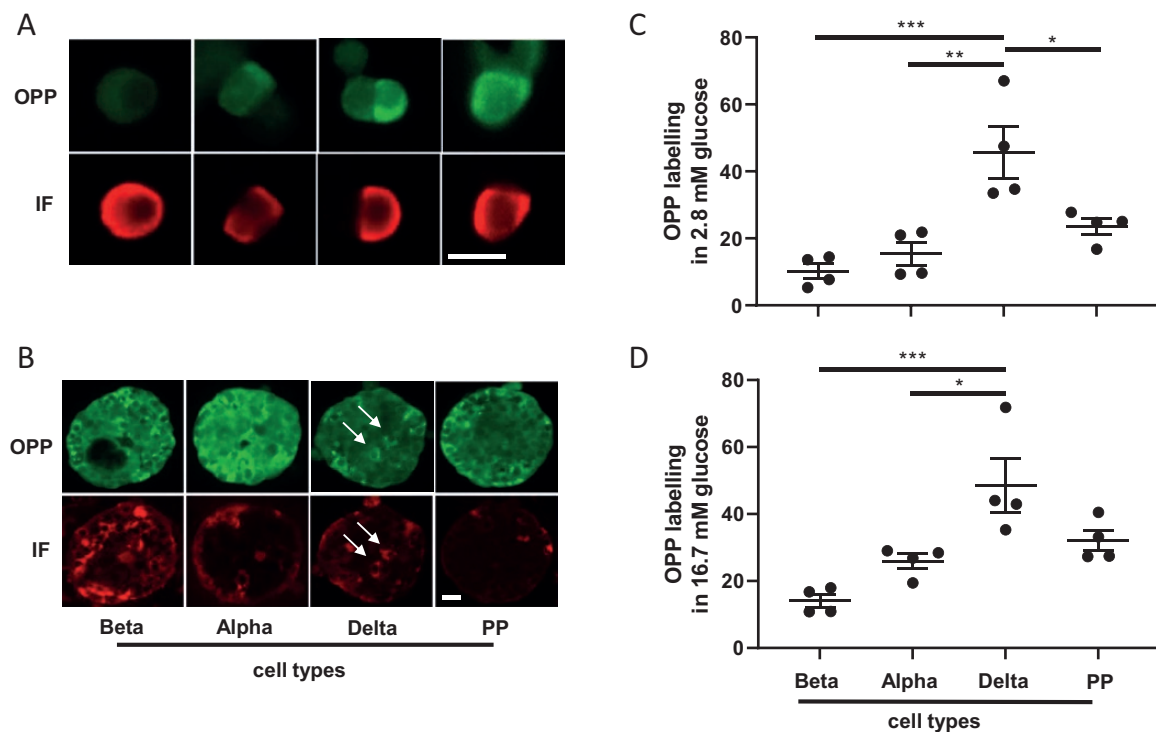 A
OPP
IF
B
OPP
IF
Beta Alpha Delta PP
cell types
C
OPP labelling
in 2.8 mM glucose
80
60
40
20
0
***
**
*
D
OPP labelling
in 16.7 mM glucose
80
60
40
20
0
***
*
Beta Alpha Delta PP
cell types